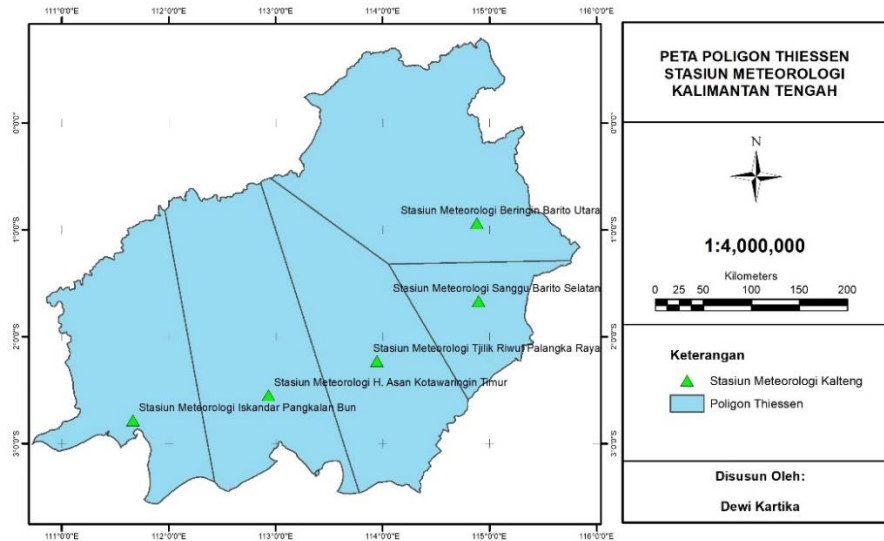 111°0'0"E 112°0'0"E 113°0'0"E 114°0'0"E 115°0'0"E 116°0'0"E
0°0'0" 0°0'0"
1°0'0"S 1°0'0"S
2°0'0"S 2°0'0"S
3°0'0"S 3°0'0"S
Stasiun Meteorologi Beringin Barito Utara
Stasiun Meteorologi Sanggu Barito Selatan
Stasiun Meteorologi Tjilik Riwut Palangka Raya
Stasiun Meteorologi H. Asan Kotawaringin Timur
Stasiun Meteorologi Iskandar Pangkalan Bun
111°0'0"E 112°0'0"E 113°0'0"E 114°0'0"E 115°0'0"E 116°0'0"E
PETA POLIGON THIESSEN
STASIUN METEOROLOGI
KALIMANTAN TENGAH
N
1:4,000,000
Kilometers
0 25 50 100 150 200
Keterangan
Stasiun Meteorologi Kalteng
Poligon Thiessen
Disusun Oleh:
Dewi Kartika